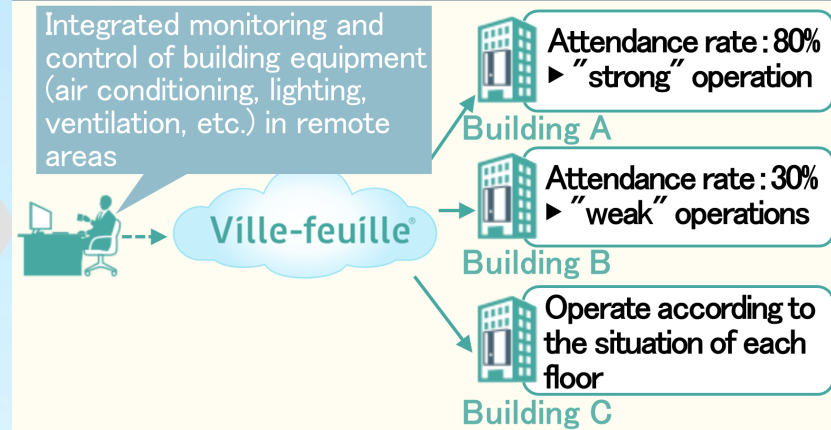 Integrated monitoring and
control of building equipment
(air conditioning, lighting,
ventilation, etc.) in remote
areas
Ville-feuille®
Attendance rate : 80%
▶ "strong" operation
Building A
Attendance rate : 30%
▶ "weak" operations
Building B
Operate according to
the situation of each
floor
Building C